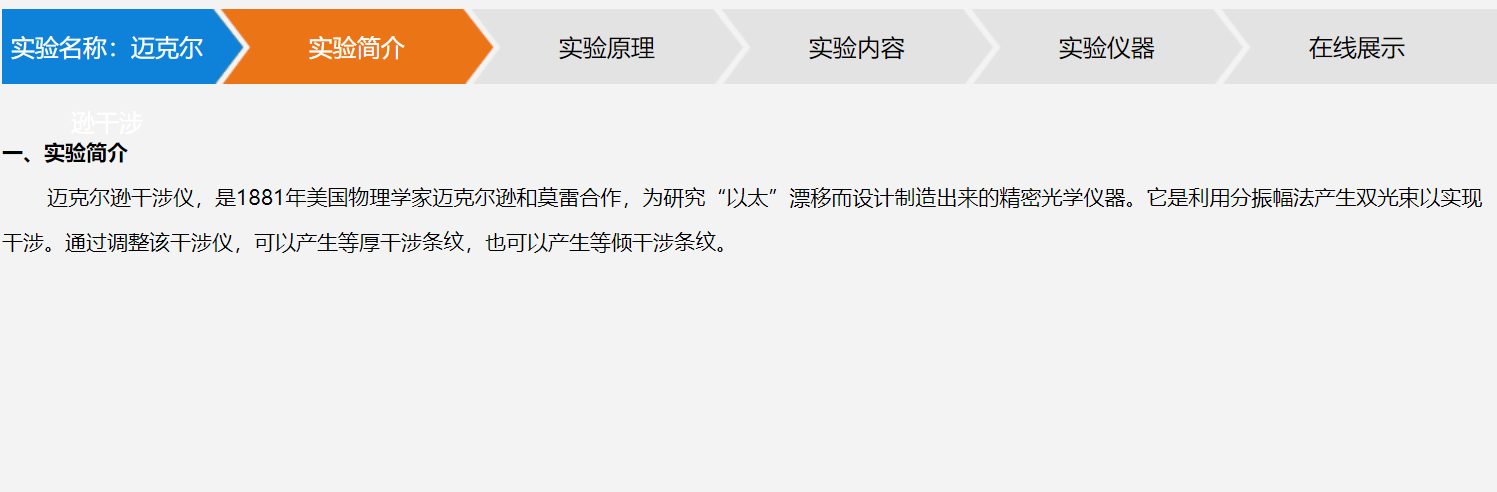 实验名称：迈克尔
实验简介
实验原理
实验内容
实验仪器
在线展示
逊干涉
一、实验简介
迈克尔逊干涉仪，是1881年美国物理学家迈克尔逊和莫雷合作，为研究“以太”漂移而设计制造出来的精密光学仪器。它是利用分振幅法产生双光束以实现
干涉。通过调整该干涉仪，可以产生等厚干涉条纹，也可以产生等倾干涉条纹。